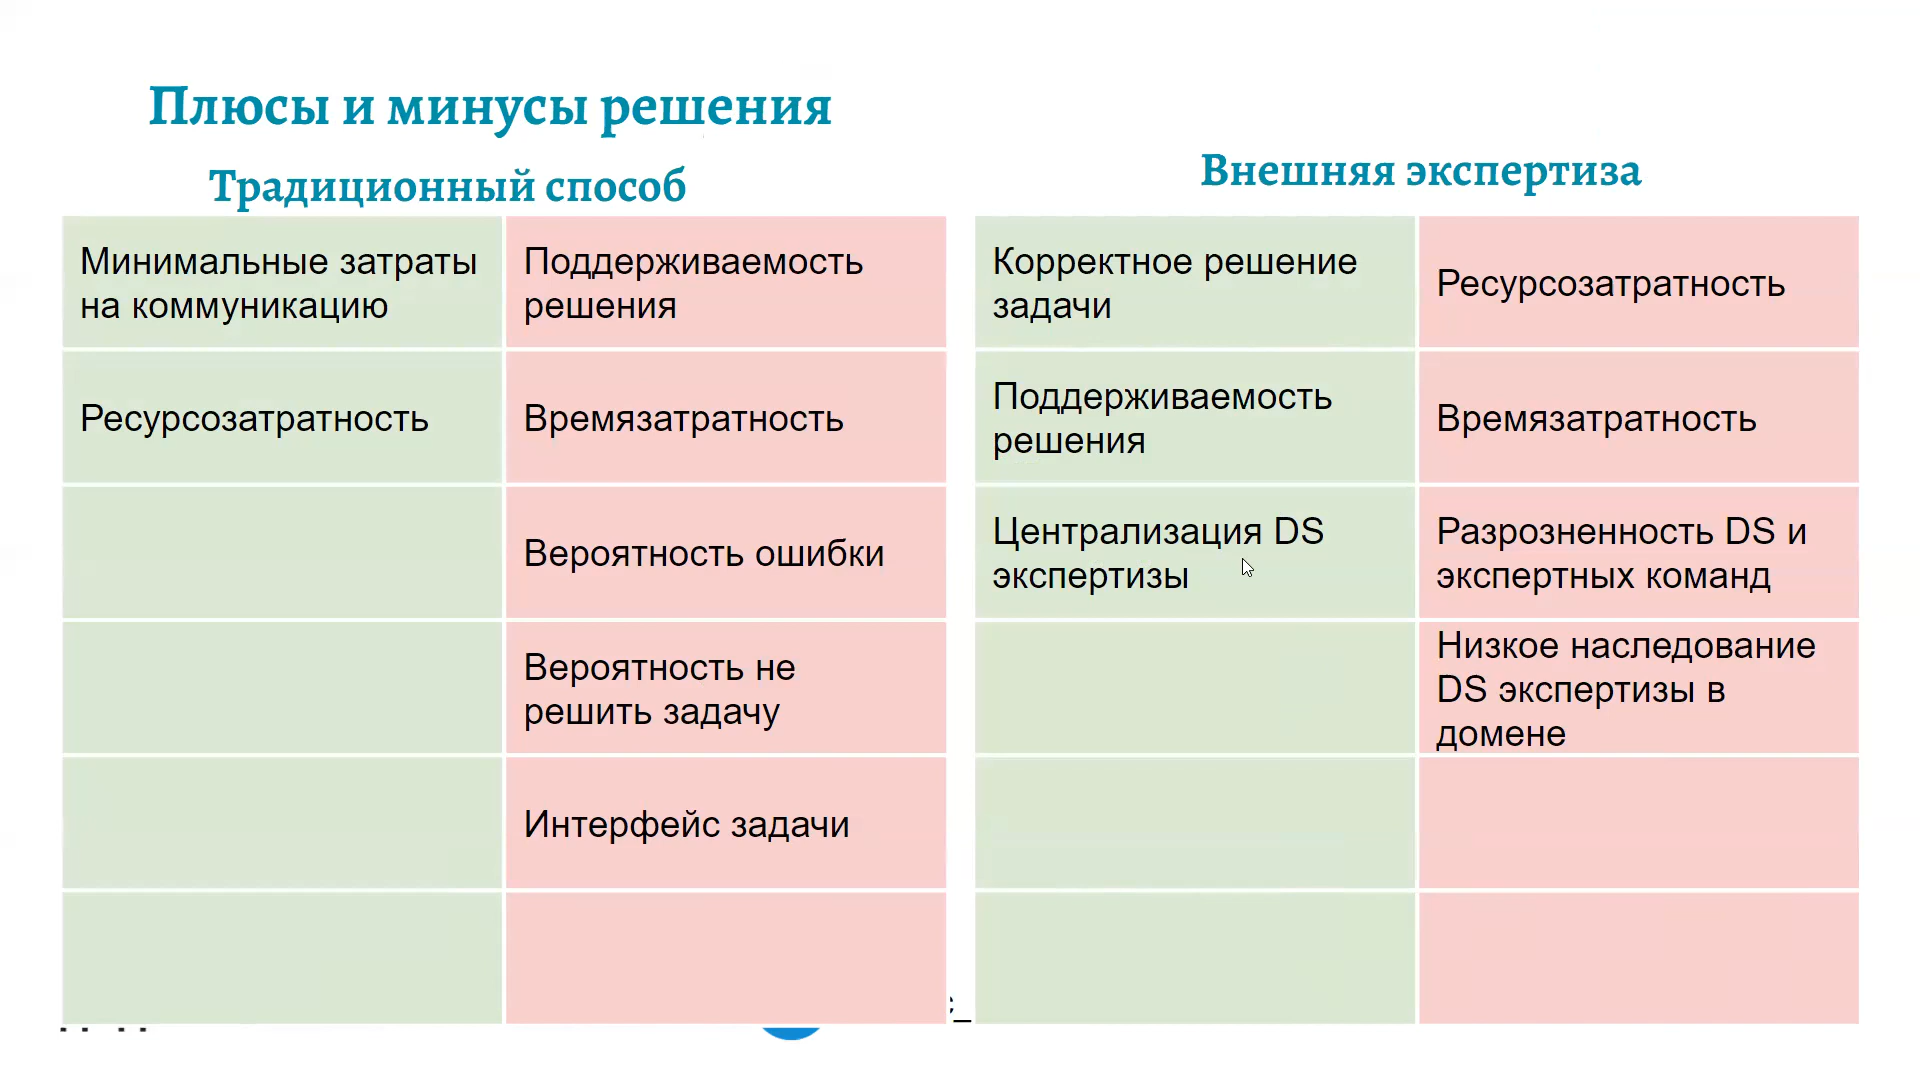 Плюсы и минусы решения
Традиционный способ
Минимальные затраты
на коммуникацию
Поддерживаемость
решения
Ресурсозатратность
Времязатратность
Вероятность ошибки
Вероятность не
решить задачу
Интерфейс задачи
Внешняя экспертиза
Корректное решение
задачи
Ресурсозатратность
Поддерживаемость
решения
Времязатратность
Централизация DS
экспертизы
Разрозненность DS и
экспертных команд
Низкое наследование
DS экспертизы в
домене